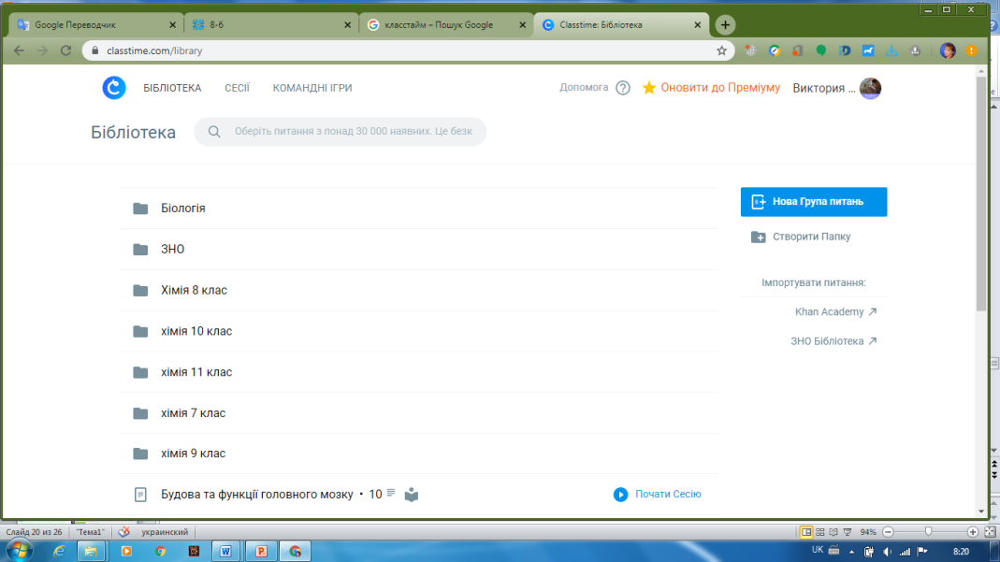 Google Переводчик
8-6
класстайм – Пошук Google
Classtime: Бібліотека
classtime.com/library
БІБЛІОТЕКА СЕСІЇ КОМАНДНІ ІГРИ Допомога Оновити до Преміуму Виктория ...
Бібліотека Оберіть питання з понад 30 000 наявних. Це безк
Біологія
Нова Група питань
ЗНО
Створити Папку
Хімія 8 клас
Імпортувати питання:
хімія 10 клас
Khan Academy
ЗНО Бібліотека
хімія 11 клас
хімія 7 клас
хімія 9 клас
Будова та функції головного мозку • 10 Почати Сесію
Слайд 20 из 26 "Тема1" украинский 94%
UK 8:20